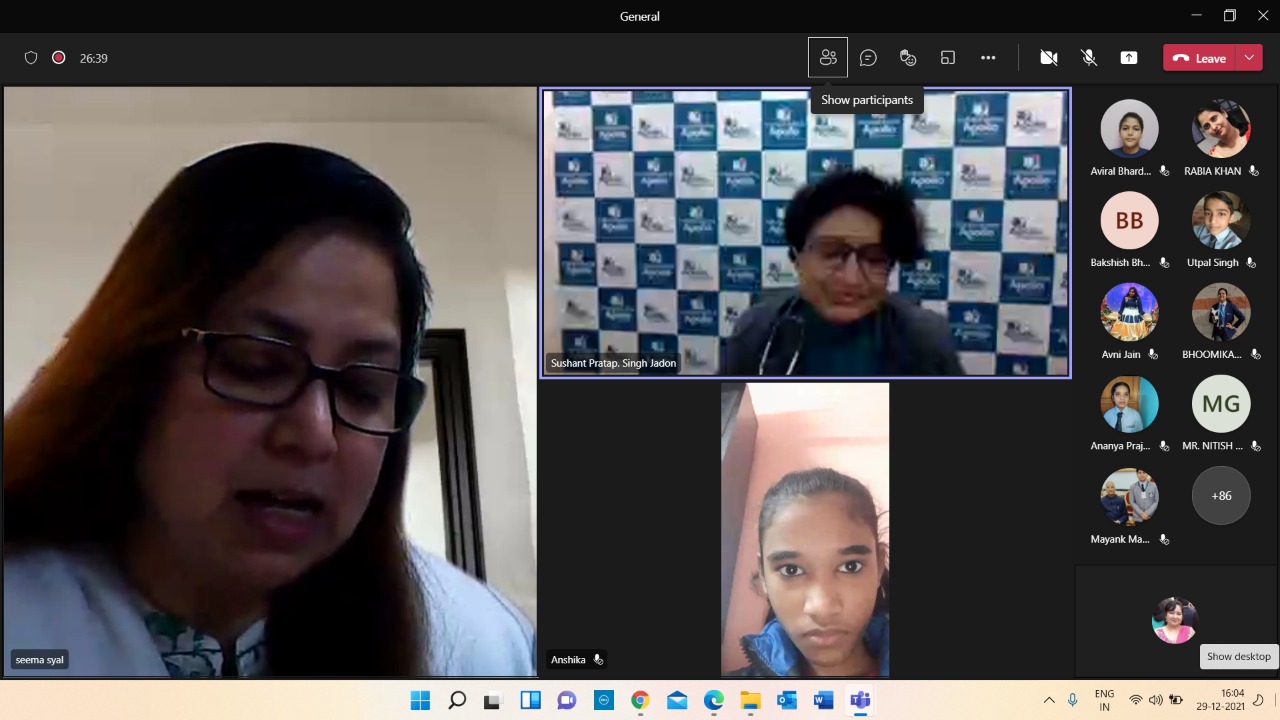 General
26:39
Leave
Show participants
Apollo
Aviral Bhard...
RABIA KHAN
BB
Bakshish Bh...
Utpal Singh
Avni Jain
BHOOMIKA...
Ananya Praj...
MG
MR. NITISH ...
Mayank Ma...
+86
Sushant Pratap. Singh Jadon
seema syal
Anshika
Show desktop
ENG
IN
16:04
29-12-2021